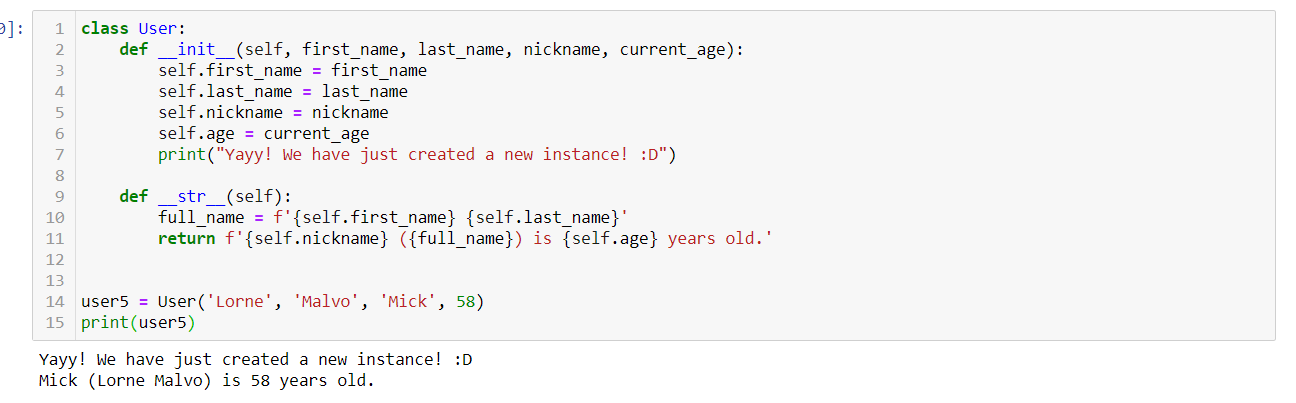 0]:
1 class User:
2     def __init__(self, first_name, last_name, nickname, current_age):
3         self.first_name = first_name
4         self.last_name = last_name
5         self.nickname = nickname
6         self.age = current_age
7         print("Yayy! We have just created a new instance! :D")
8
9     def __str__(self):
10         full_name = f'{self.first_name} {self.last_name}'
11         return f'{self.nickname} ({full_name}) is {self.age} years old.'
12
13
14 user5 = User('Lorne', 'Malvo', 'Mick', 58)
15 print(user5)
Yayy! We have just created a new instance! :D
Mick (Lorne Malvo) is 58 years old.